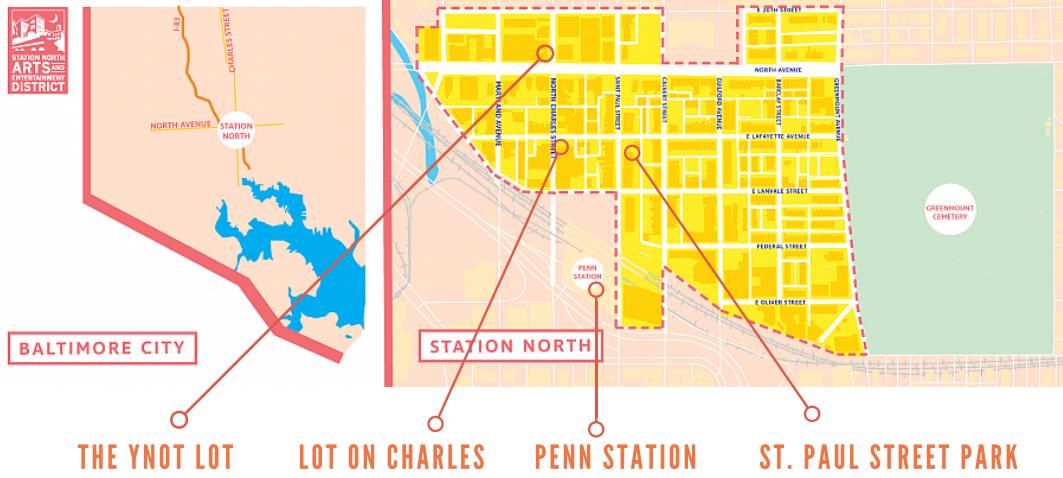 STATION NORTH
ARTS AND
ENTERTAINMENT
DISTRICT
I-83
CHARLES STREET
NORTH AVENUE
STATION
NORTH
BALTIMORE CITY
E 20TH STREET
NORTH AVENUE
MARYLAND AVENUE
NORTH CHARLES STREET
SAINT PAUL STREET
CALVERT STREET
GUILFORD AVENUE
BARCLAY STREET
GREENMOUNT AVENUE
E LAFAYETTE AVENUE
E LANVALE STREET
FEDERAL STREET
E OLIVER STREET
GREENMOUNT
CEMETERY
PENN
STATION
STATION NORTH
THE YNOT LOT
LOT ON CHARLES
PENN STATION
ST. PAUL STREET PARK